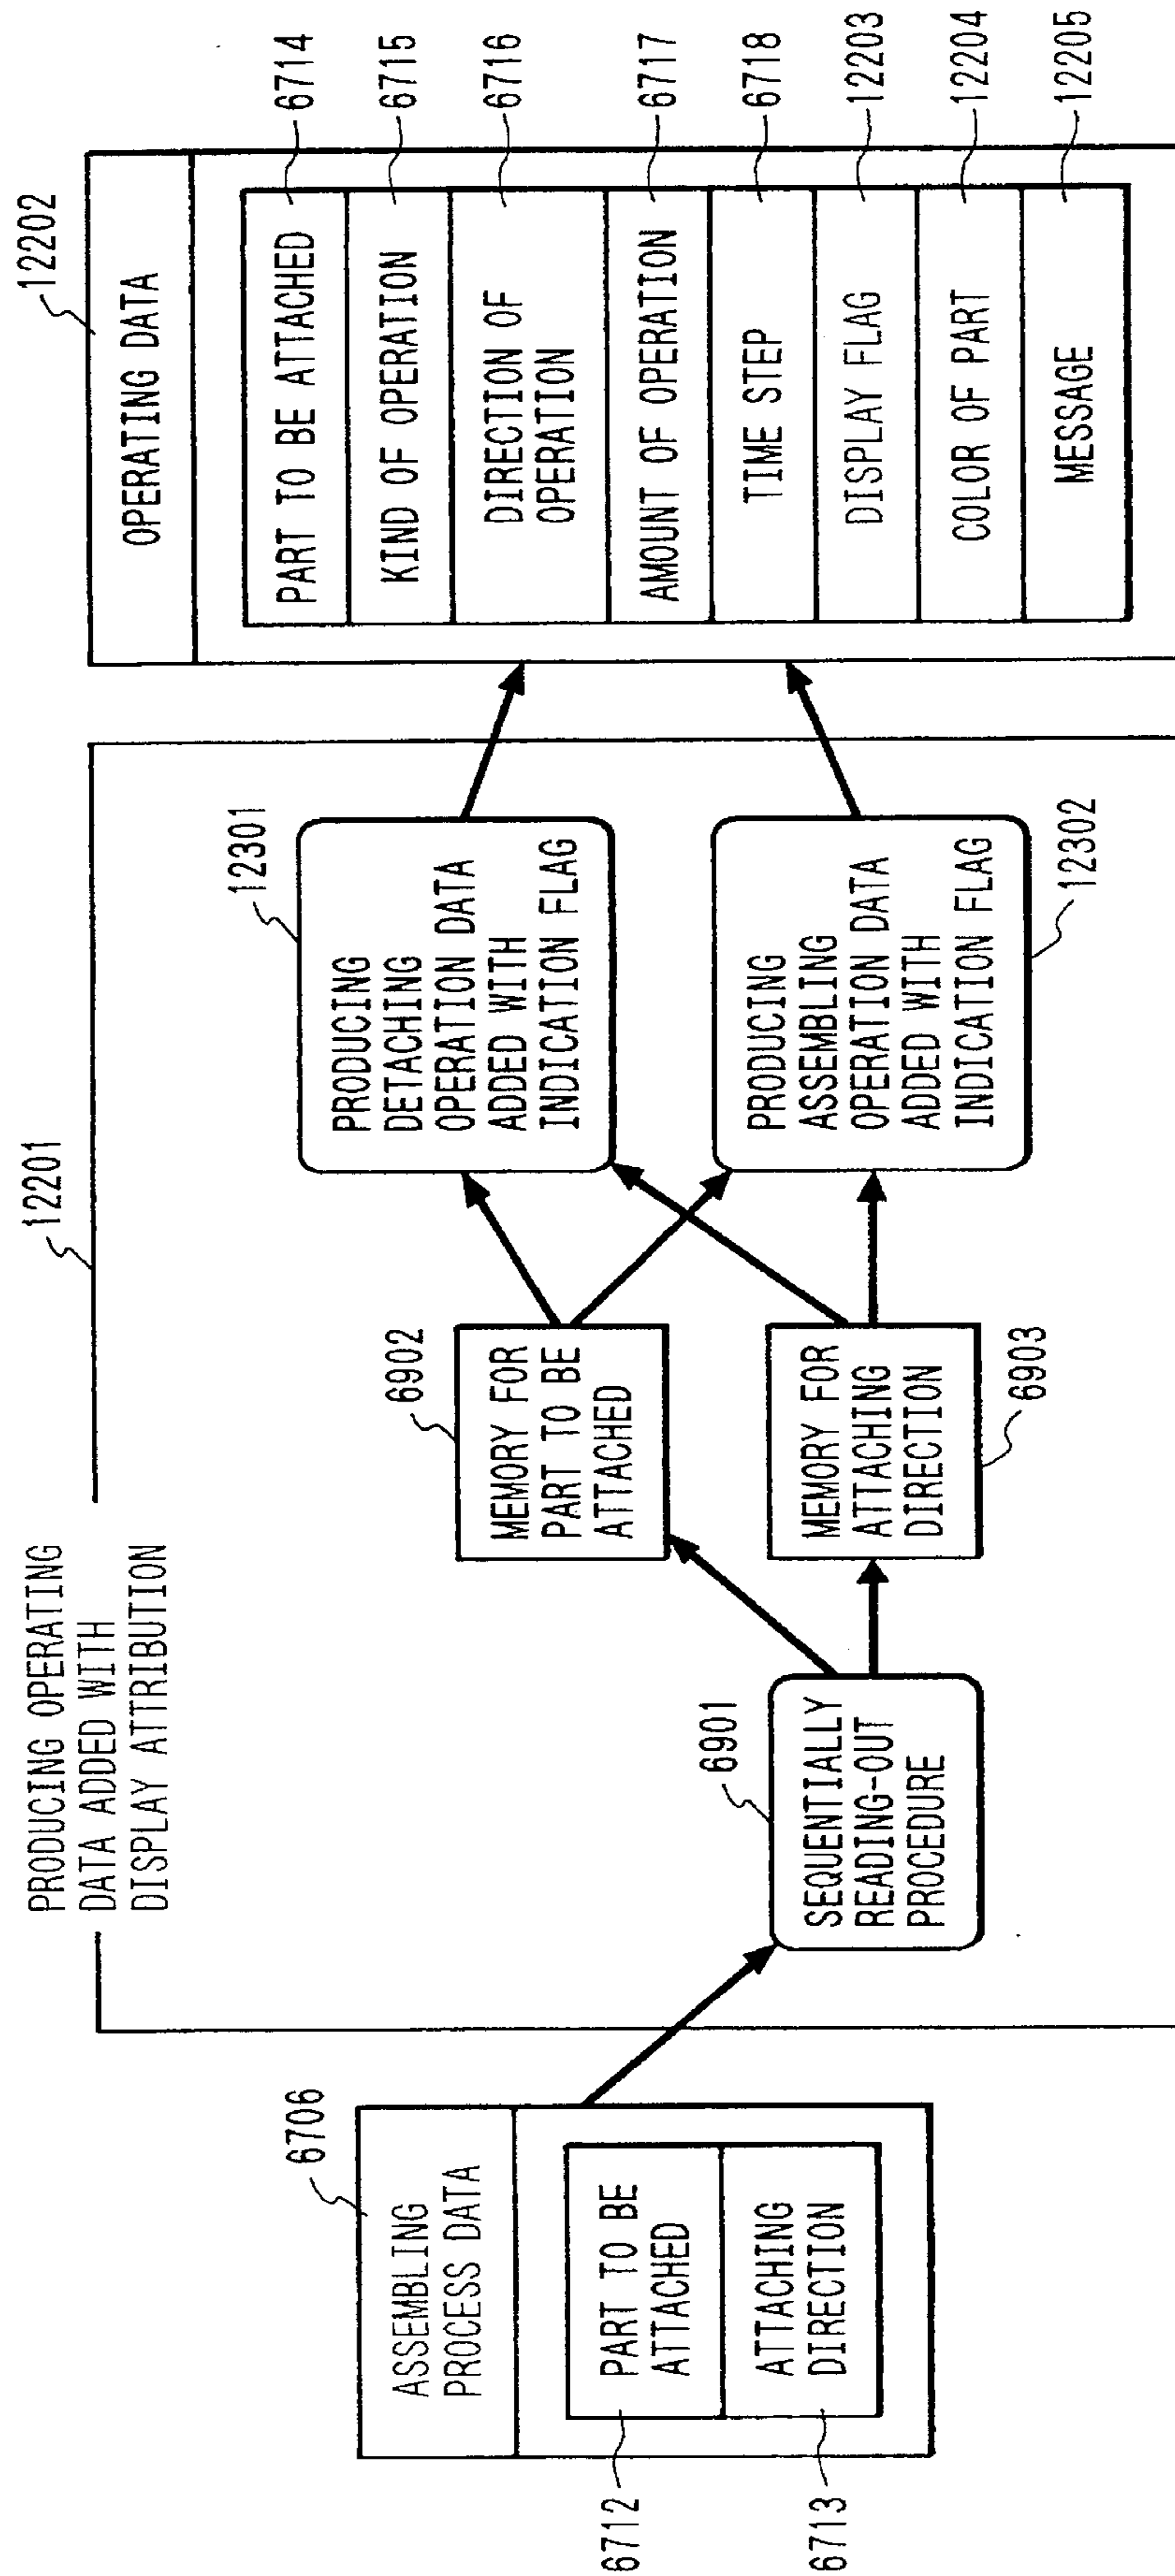 6706
ASSEMBLING
PROCESS DATA
PART TO BE
ATTACHED
ATTACHING
DIRECTION
6712
6713
PRODUCING OPERATING
DATA ADDED WITH
DISPLAY ATTRIBUTION
12201
6901
SEQUENTIALLY
READING-OUT
PROCEDURE
6902
MEMORY FOR
PART TO BE
ATTACHED
MEMORY FOR
ATTACHING
DIRECTION
6903
12301
PRODUCING
DETACHING
OPERATION DATA
ADDED WITH
INDICATION FLAG
PRODUCING
ASSEMBLING
OPERATION DATA
ADDED WITH
INDICATION FLAG
12302
12202
OPERATING DATA
PART TO BE ATTACHED
6714
KIND OF OPERATION
6715
DIRECTION OF
OPERATION
6716
AMOUNT OF OPERATION
6717
TIME STEP
6718
DISPLAY FLAG
12203
COLOR OF PART
12204
MESSAGE
12205